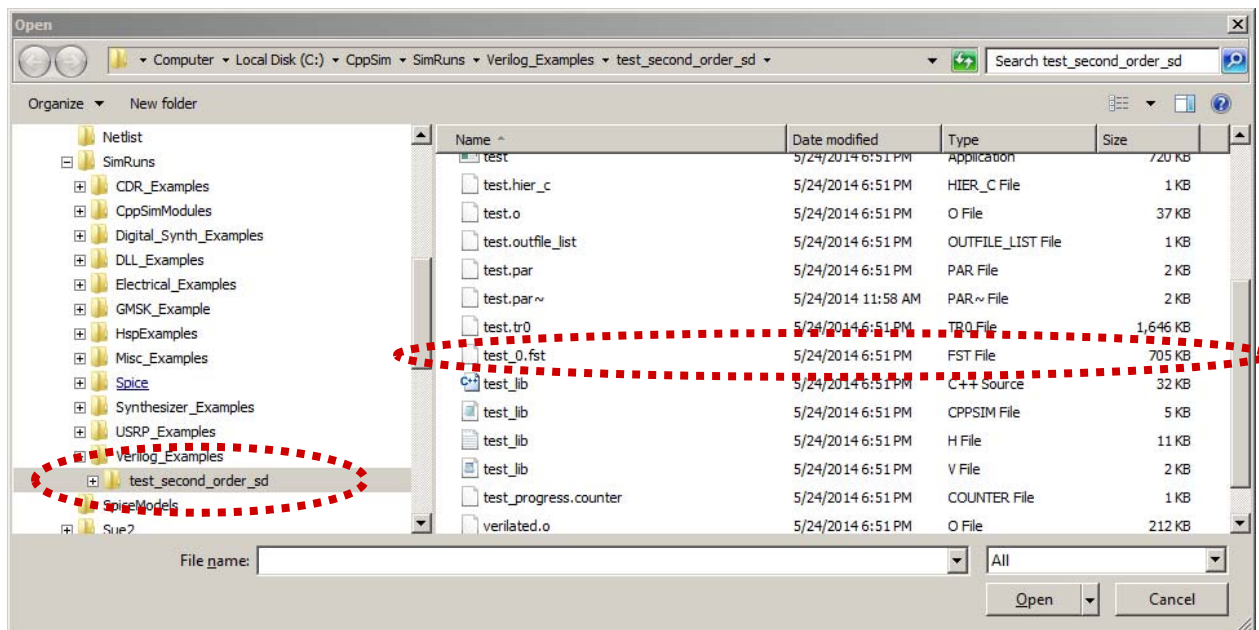 Open
Computer Local Disk (C:) CppSim SimRuns Verilog_Examples test_second_order_sd
Search test_second_order_sd
Organize New folder
Netlist
SimRuns
CDR_Examples
CppSimModules
Digital_Synth_Examples
DLL_Examples
Electrical_Examples
GMSK_Example
HspExamples
Misc_Examples
Spice
Synthesizer_Examples
USRP_Examples
Verilog_Examples
test_second_order_sd
SpiceModels
Sue2
Name Date modified Type Size
test 5/24/2014 6:51 PM Application 720 KB
test.hier_c 5/24/2014 6:51 PM HIER_C File 1 KB
test.o 5/24/2014 6:51 PM O File 37 KB
test.outfile_list 5/24/2014 6:51 PM OUTFILE_LIST File 1 KB
test.par 5/24/2014 6:51 PM PAR File 2 KB
test.par~ 5/24/2014 11:58 AM PAR~ File 2 KB
test.tr0 5/24/2014 6:51 PM TR0 File 1,646 KB
test_0.fst 5/24/2014 6:51 PM FST File 705 KB
C++ test_lib 5/24/2014 6:51 PM C++ Source 32 KB
test_lib 5/24/2014 6:51 PM CPPSIM File 5 KB
test_lib 5/24/2014 6:51 PM H File 11 KB
test_lib 5/24/2014 6:51 PM V File 2 KB
test_progress.counter 5/24/2014 6:51 PM COUNTER File 1 KB
verilated.o 5/24/2014 6:51 PM O File 212 KB
File name: All
Open Cancel